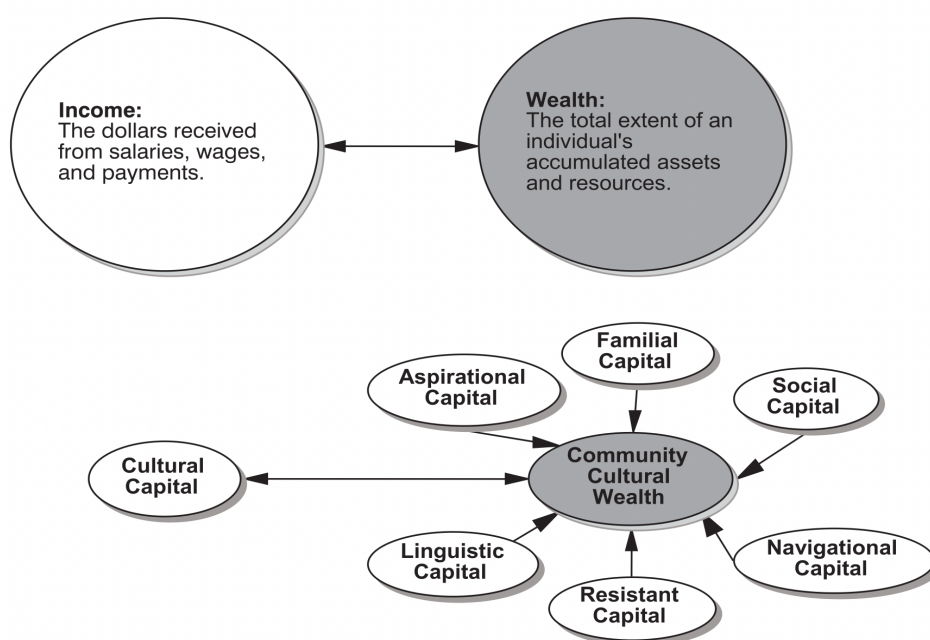 Income:
The dollars received
from salaries, wages,
and payments.
Wealth:
The total extent of an
individual's
accumulated assets
and resources.
Familial
Capital
Aspirational
Capital
Social
Capital
Cultural
Capital
Community
Cultural
Wealth
Linguistic
Capital
Navigational
Capital
Resistant
Capital